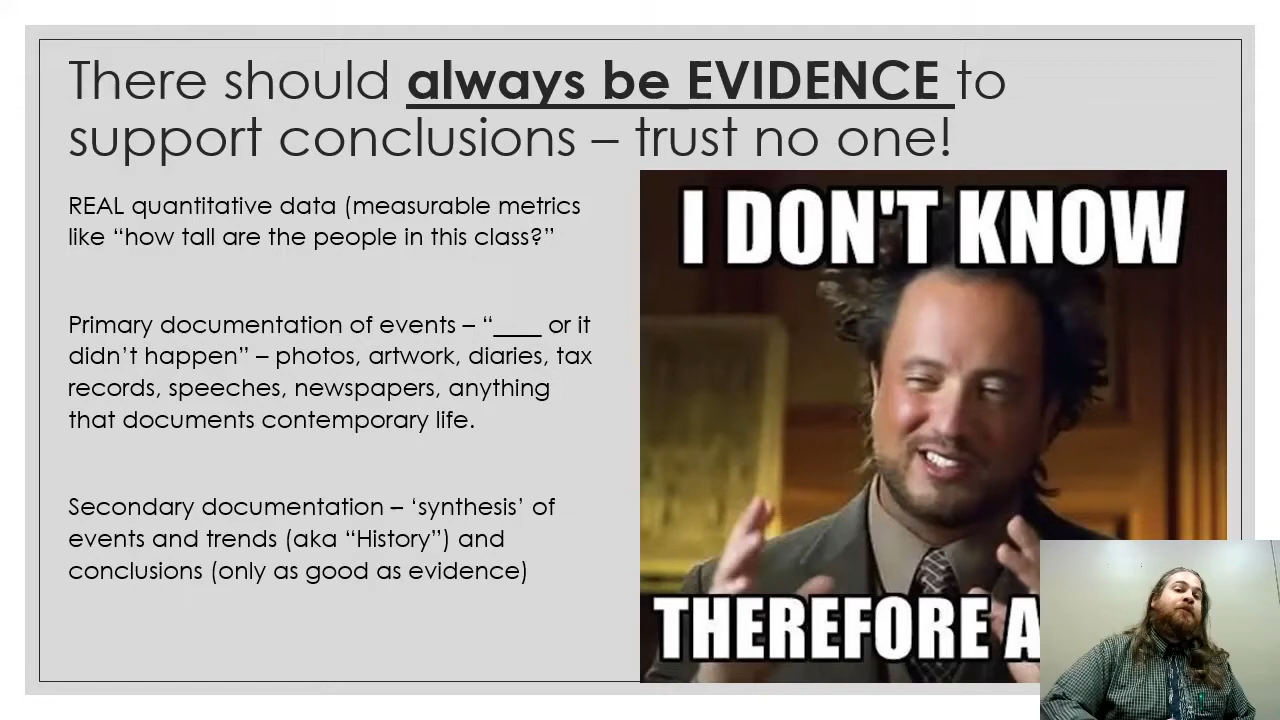 There should always be EVIDENCE to
support conclusions – trust no one!
REAL quantitative data (measurable metrics
like “how tall are the people in this class?”
Primary documentation of events – “____ or it
didn’t happen” – photos, artwork, diaries, tax
records, speeches, newspapers, anything
that documents contemporary life.
Secondary documentation – ‘synthesis’ of
events and trends (aka “History”) and
conclusions (only as good as evidence)
I DON'T KNOW
THEREFORE A